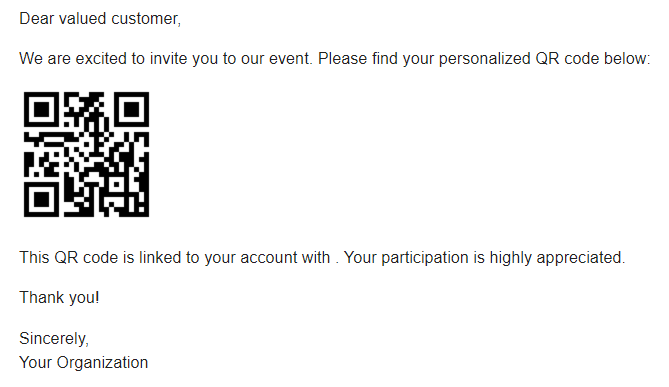 Dear valued customer,
We are excited to invite you to our event. Please find your personalized QR code below:
This QR code is linked to your account with . Your participation is highly appreciated.
Thank you!
Sincerely,
Your Organization